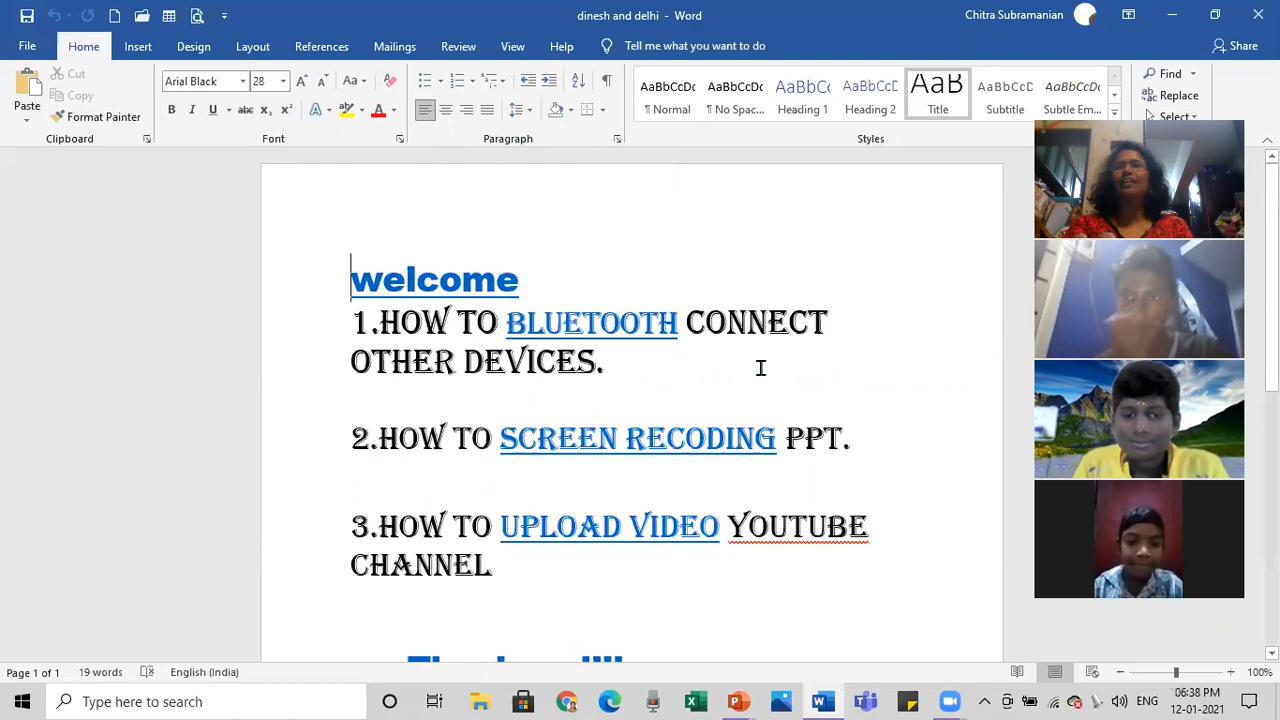 dinesh and delhi - Word
Chitra Subramanian
File Home Insert Design Layout References Mailings Review View Help Tell me what you want to do Share
Paste
Cut
Copy
Format Painter
Clipboard
Arial Black 28
Font
Paragraph
AaBbCcDc AaBbCcDc AaBbC AaBbCcC AaB AaBbCcD AaBbCcDc
¶ Normal ¶ No Spac... Heading 1 Heading 2 Title Subtitle Subtle Em...
Styles
Find
Replace
Select
welcome
1.HOW TO BLUETOOTH CONNECT
OTHER DEVICES.
2.HOW TO SCREEN RECODING PPT.
3.HOW TO UPLOAD VIDEO YOUTUBE
CHANNEL
Page 1 of 1 19 words English (India) 100%
Type here to search
ENG
06:38 PM
12-01-2021